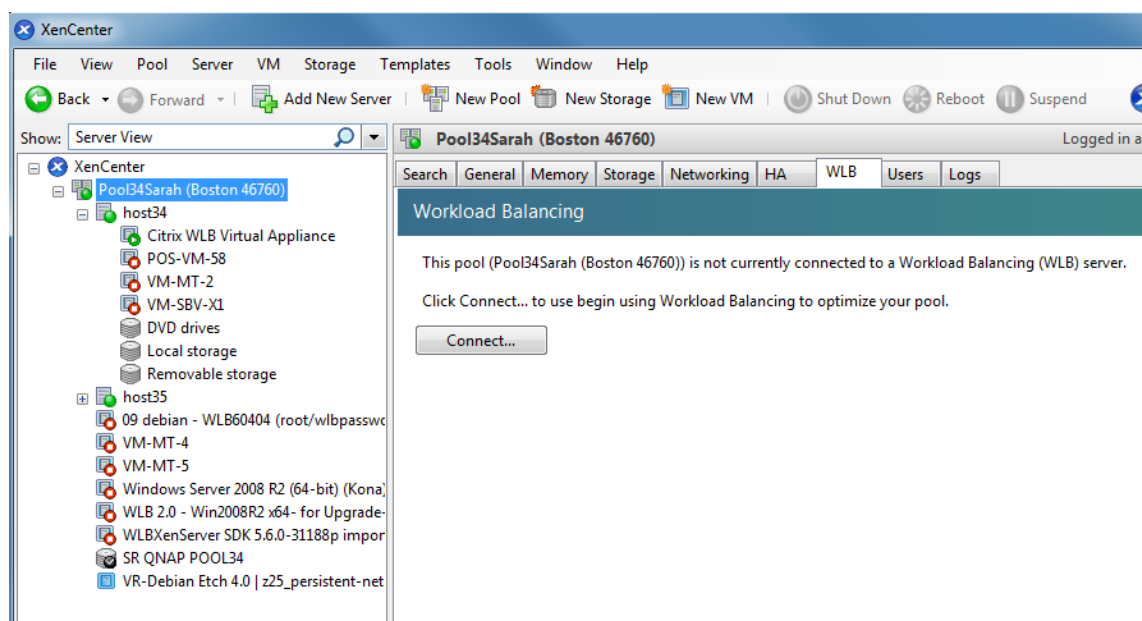 XenCenter
File View Pool Server VM Storage Templates Tools Window Help
Back Forward Add New Server New Pool New Storage New VM Shut Down Reboot Suspend
Show: Server View
Pool34Sarah (Boston 46760) Logged in a
XenCenter
Pool34Sarah (Boston 46760)
host34
Citrix WLB Virtual Appliance
POS-VM-58
VM-MT-2
VM-SBV-X1
DVD drives
Local storage
Removable storage
host35
09 debian - WLB60404 (root/wlbpasswo
VM-MT-4
VM-MT-5
Windows Server 2008 R2 (64-bit) (Kona)
WLB 2.0 - Win2008R2 x64- for Upgrade-
WLBXenServer SDK 5.6.0-31188p impor
SR QNAP POOL34
VR-Debian Etch 4.0 | z25_persistent-net
Search General Memory Storage Networking HA WLB Users Logs
Workload Balancing
This pool (Pool34Sarah (Boston 46760)) is not currently connected to a Workload Balancing (WLB) server.
Click Connect... to use begin using Workload Balancing to optimize your pool.
Connect...